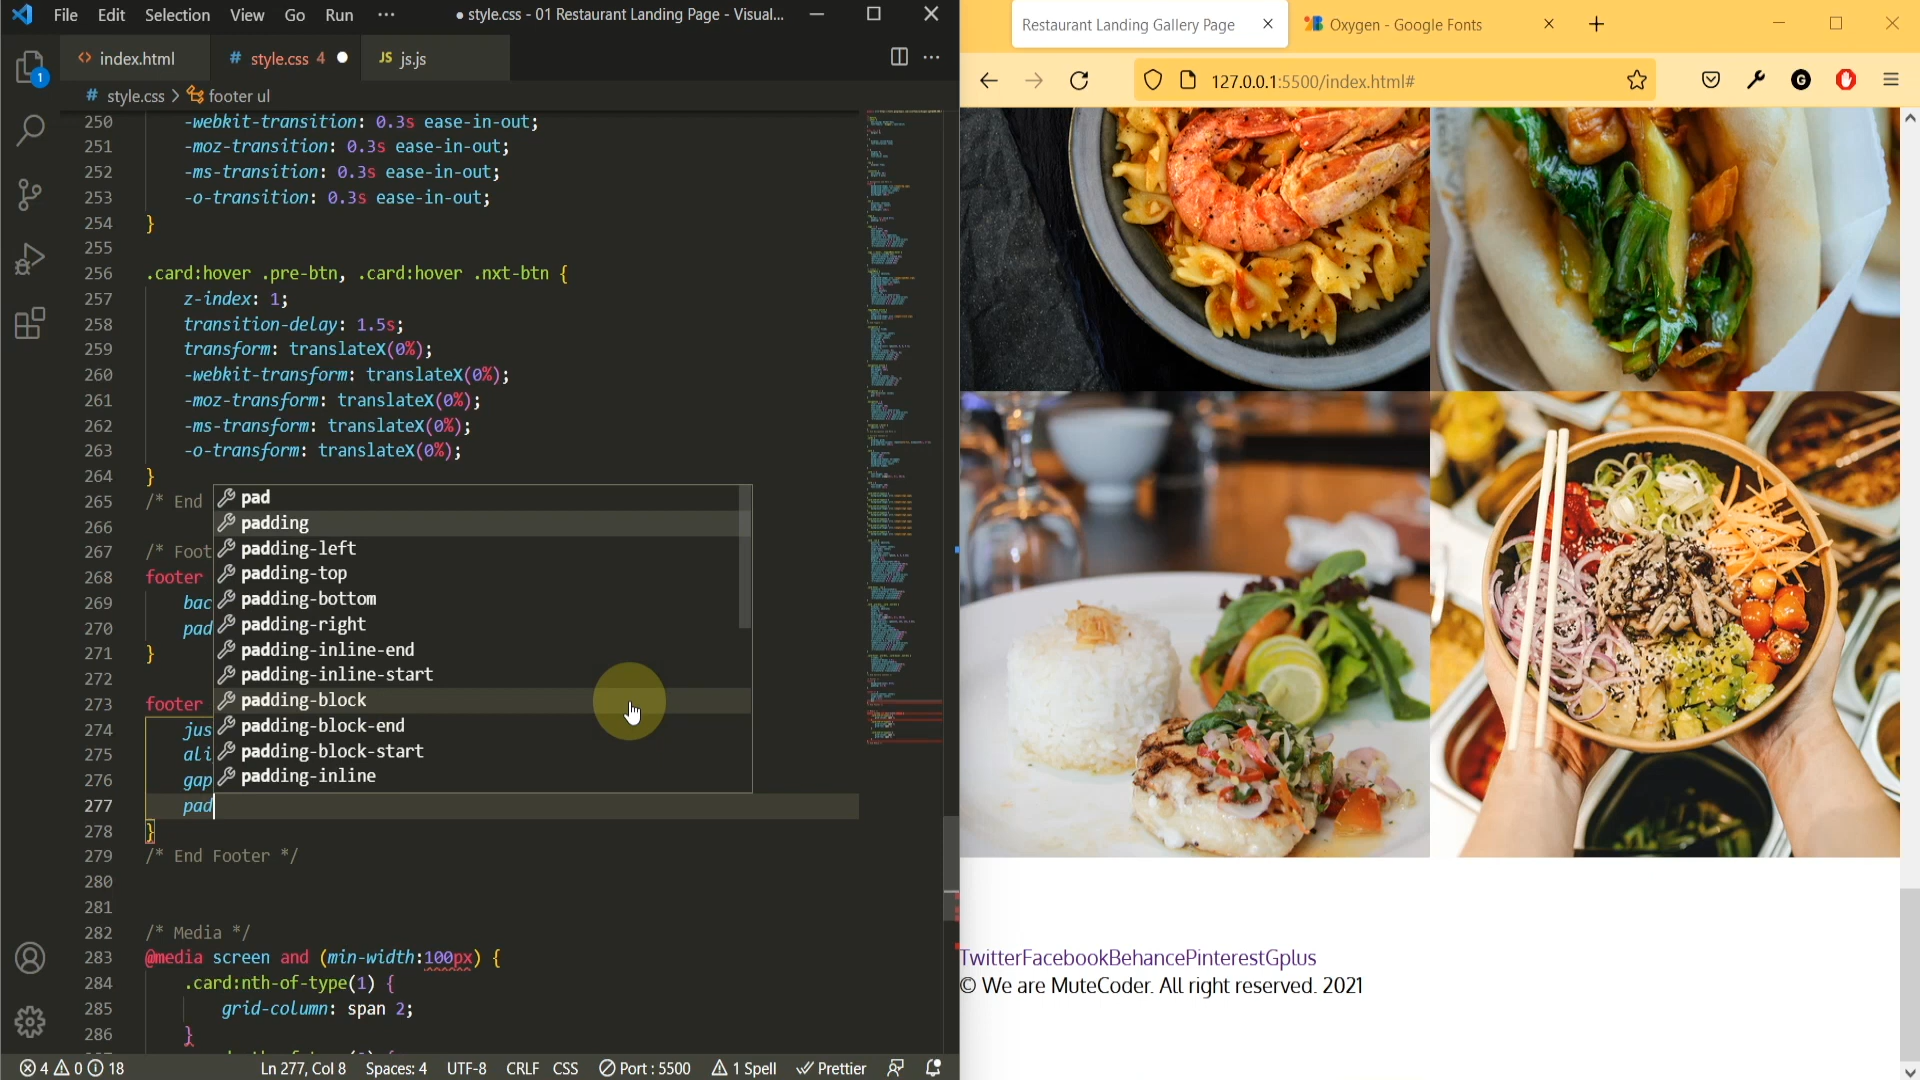 File Edit Selection View Go Run ··· ● style.css - 01 Restaurant Landing Page - Visual...
Restaurant Landing Gallery Page
Oxygen - Google Fonts
1
index.html
# style.css 4
JS js.js
127.0.0.1:5500/index.html#
# style.css > footer ul
250 -webkit-transition: 0.3s ease-in-out;
251 -moz-transition: 0.3s ease-in-out;
252 -ms-transition: 0.3s ease-in-out;
253 -o-transition: 0.3s ease-in-out;
254 }
255
256 .card:hover .pre-btn, .card:hover .nxt-btn {
257 z-index: 1;
258 transition-delay: 1.5s;
259 transform: translateX(0%);
260 -webkit-transform: translateX(0%);
261 -moz-transform: translateX(0%);
262 -ms-transform: translateX(0%);
263 -o-transform: translateX(0%);
264 }
265 /* End
266
267 /* Foot
268 footer
269 bac
270 pad
271 }
272
273 footer
274 jus
275 ali
276 gap
277 pad
278 }
279 /* End Footer */
280
281
282 /* Media */
283 @media screen and (min-width:100px) {
284 .card:nth-of-type(1) {
285 grid-column: span 2;
286 }
pad
padding
padding-left
padding-top
padding-bottom
padding-right
padding-inline-end
padding-inline-start
padding-block
padding-block-end
padding-block-start
padding-inline
TwitterFacebookBehancePinterestGplus
© We are MuteCoder. All right reserved. 2021
4 0 18 Ln 277, Col 8 Spaces: 4 UTF-8 CRLF CSS Port : 5500 1 Spell Prettier